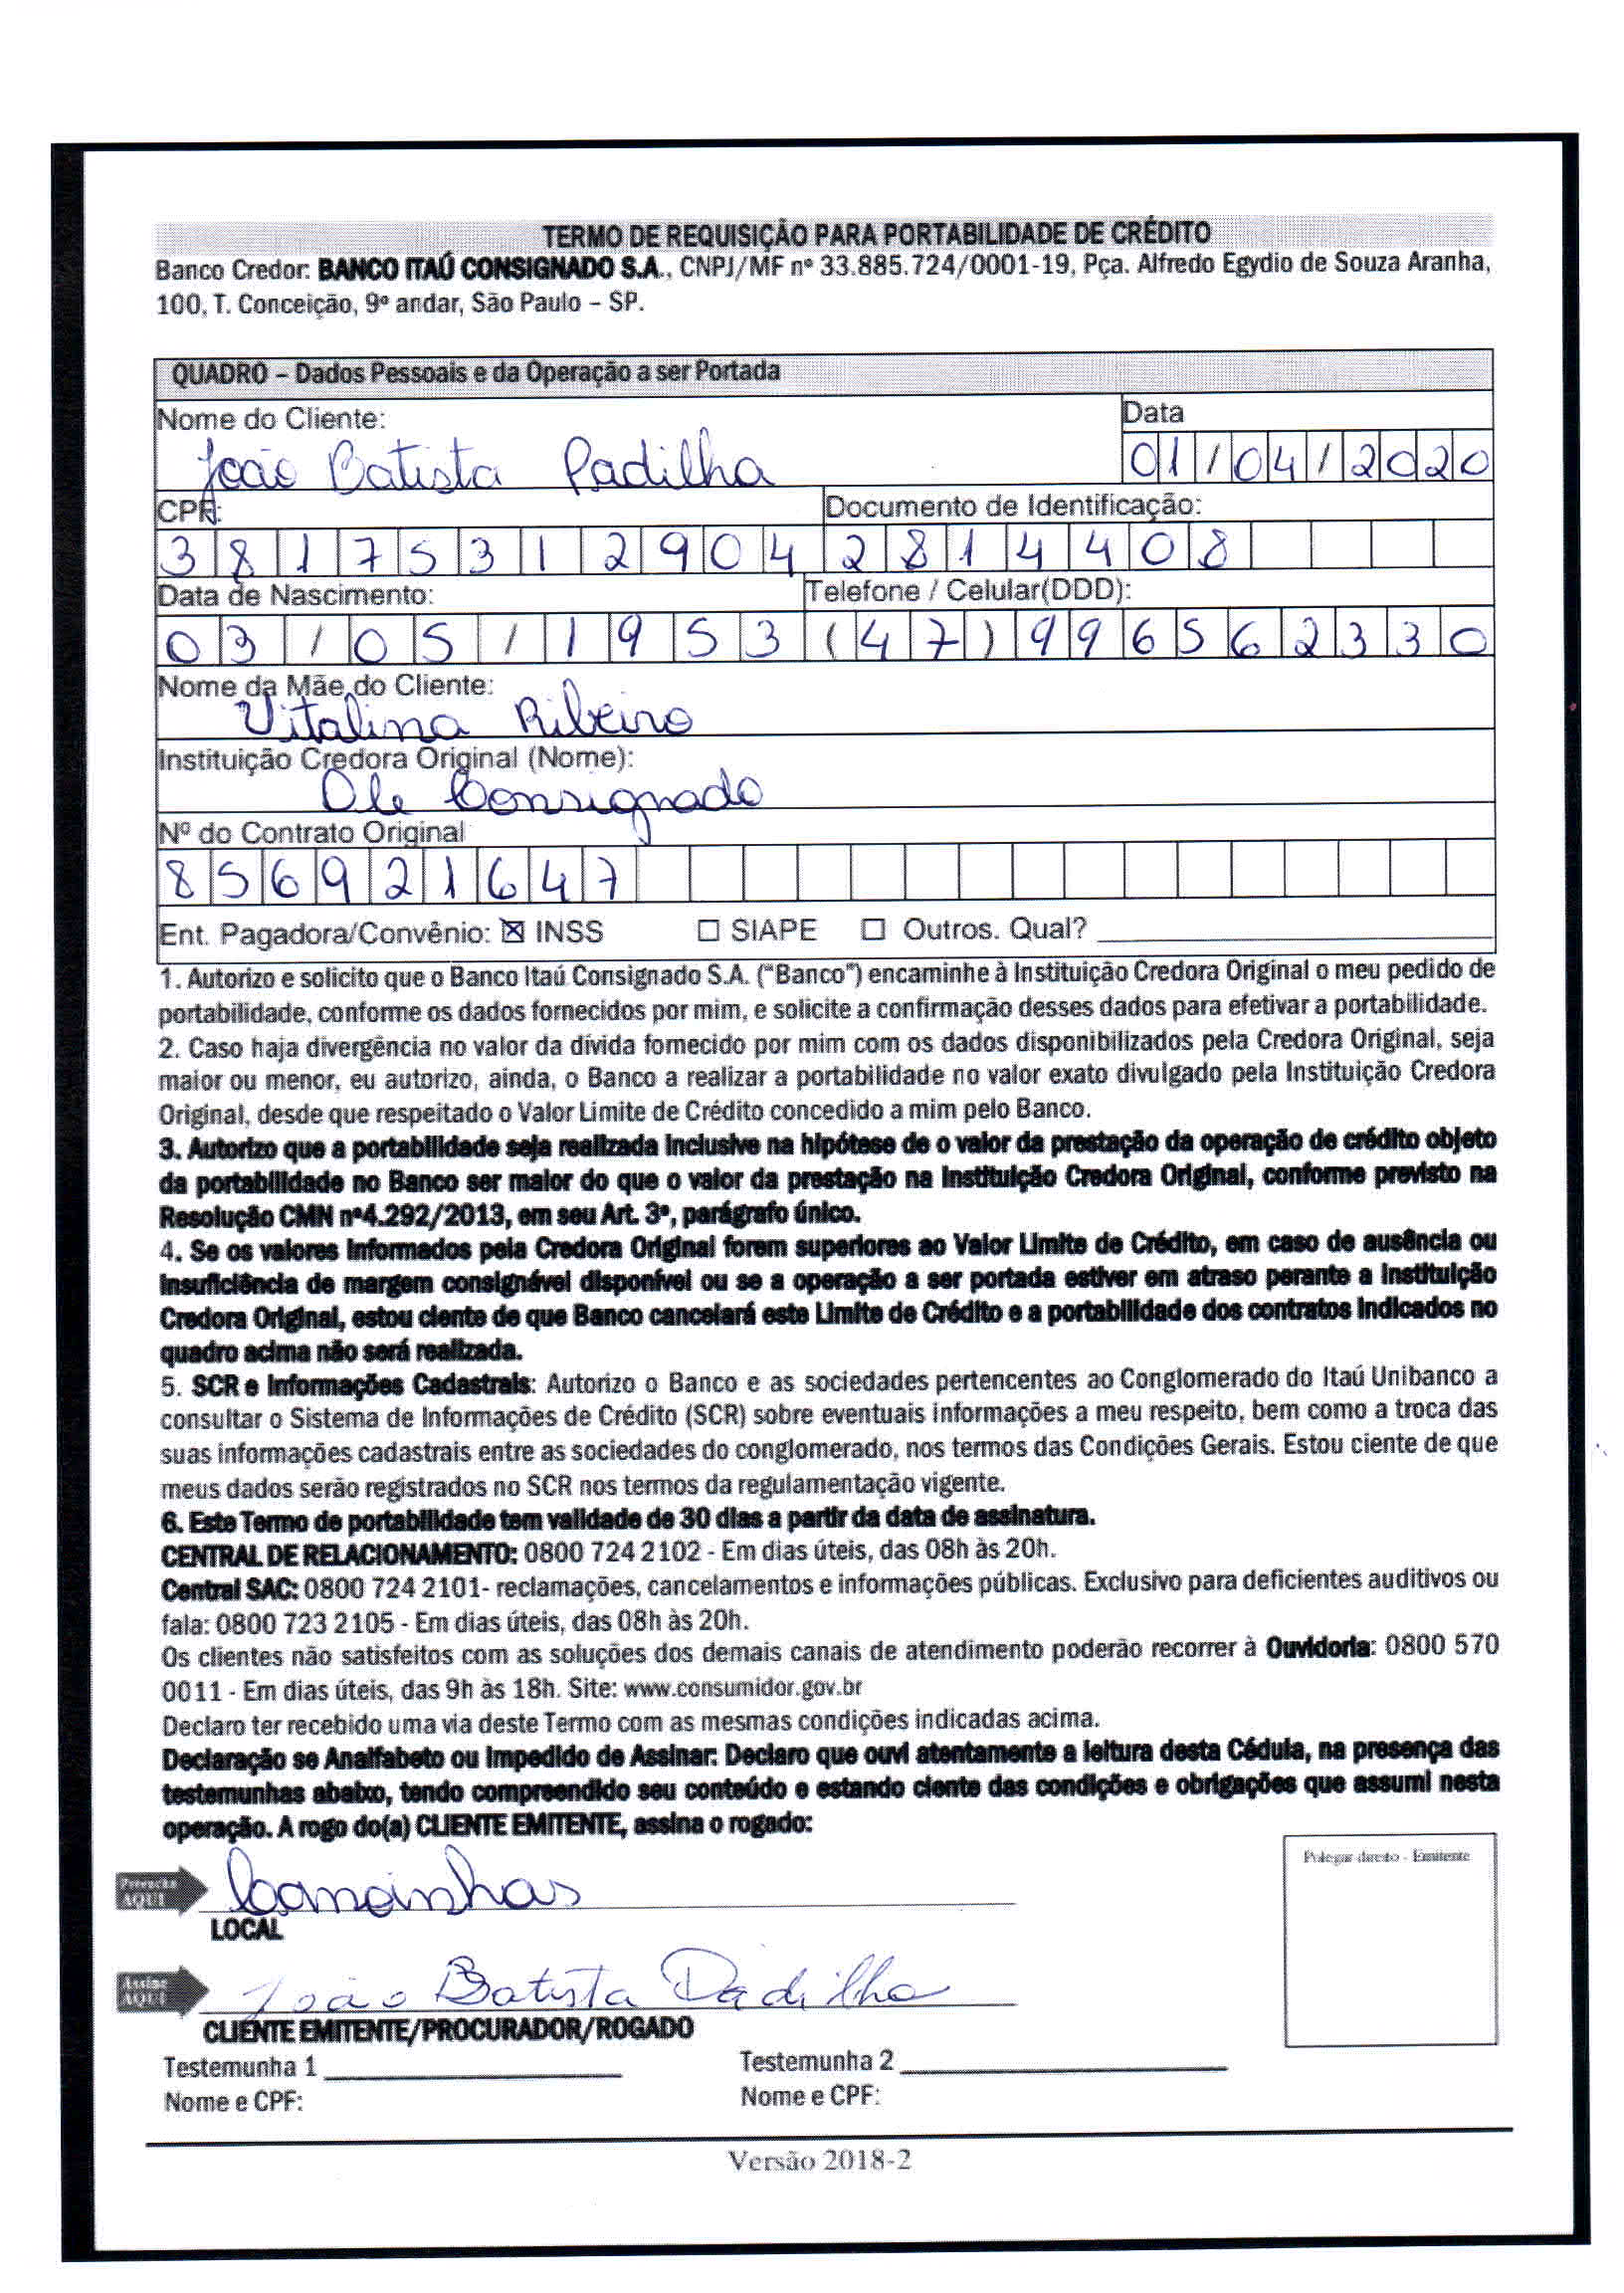 TERMO DE REQUISIÇÃO PARA PORTABILIDADE DE CRÉDITO
Banco Credor: BANCO ITAÚ CONSIGNADO S.A., CNPJ/MF nº 33.885.724/0001-19, Pça. Alfredo Egydio de Souza Aranha,
100, T. Conceição, 9º andar, São Paulo – SP.
QUADRO – Dados Pessoais e da Operação a ser Portada
Nome do Cliente: Data
João Batista Padilha 01/04/2020
CPF: Documento de Identificação:
38175312904 2814408
Data de Nascimento: Telefone / Celular(DDD):
03/05/1953 (47)996562330
Nome da Mãe do Cliente:
Vitalina Ribeiro
Instituição Credora Original (Nome):
Ole Consignado
Nº do Contrato Original
856921647
Ent. Pagadora/Convênio: ☒ INSS ☐ SIAPE ☐ Outros. Qual?
1. Autorizo e solicito que o Banco Itaú Consignado S.A. (“Banco”) encaminhe à Instituição Credora Original o meu pedido de
portabilidade, conforme os dados fornecidos por mim, e solicite a confirmação desses dados para efetivar a portabilidade.
2. Caso haja divergência no valor da dívida fornecido por mim com os dados disponibilizados pela Credora Original, seja
maior ou menor, eu autorizo, ainda, o Banco a realizar a portabilidade no valor exato divulgado pela Instituição Credora
Original, desde que respeitado o Valor Limite de Crédito concedido a mim pelo Banco.
3. Autorizo que a portabilidade seja realizada inclusive na hipótese de o valor da prestação da operação de crédito objeto
da portabilidade no Banco ser maior do que o valor da prestação na Instituição Credora Original, conforme previsto na
Resolução CMN nº4.292/2013, em seu Art. 3º, parágrafo único.
4. Se os valores informados pela Credora Original forem superiores ao Valor Limite de Crédito, em caso de ausência ou
insuficiência de margem consignável disponível ou se a operação a ser portada estiver em atraso perante a Instituição
Credora Original, estou ciente de que Banco cancelará este Limite de Crédito e a portabilidade dos contratos indicados no
quadro acima não será realizada.
5. SCR e Informações Cadastrais: Autorizo o Banco e as sociedades pertencentes ao Conglomerado do Itaú Unibanco a
consultar o Sistema de Informações de Crédito (SCR) sobre eventuais informações a meu respeito, bem como a troca das
suas informações cadastrais entre as sociedades do conglomerado, nos termos das Condições Gerais. Estou ciente de que
meus dados serão registrados no SCR nos termos da regulamentação vigente.
6. Este Termo de portabilidade tem validade de 30 dias a partir da data de assinatura.
CENTRAL DE RELACIONAMENTO: 0800 724 2102 - Em dias úteis, das 08h às 20h.
Central SAC: 0800 724 2101- reclamações, cancelamentos e informações públicas. Exclusivo para deficientes auditivos ou
fala: 0800 723 2105 - Em dias úteis, das 08h às 20h.
Os clientes não satisfeitos com as soluções dos demais canais de atendimento poderão recorrer à Ouvidoria: 0800 570
0011 - Em dias úteis, das 9h às 18h. Site: www.consumidor.gov.br
Declaro ter recebido uma via deste Termo com as mesmas condições indicadas acima.
Declaração se Analfabeto ou Impedido de Assinar: Declaro que ouvi atentamente a leitura desta Cédula, na presença das
testemunhas abaixo, tendo compreendido seu conteúdo e estando ciente das condições e obrigações que assumi nesta
operação. A rogo do(a) CLIENTE EMITENTE, assina o rogado:
Polegar direito - Emitente
Preencha
AQUI
Canoinhas
LOCAL
Assine
AQUI
João Batista Padilha
CLIENTE EMITENTE/PROCURADOR/ROGADO
Testemunha 1 Testemunha 2
Nome e CPF: Nome e CPF:
Versão 2018-2